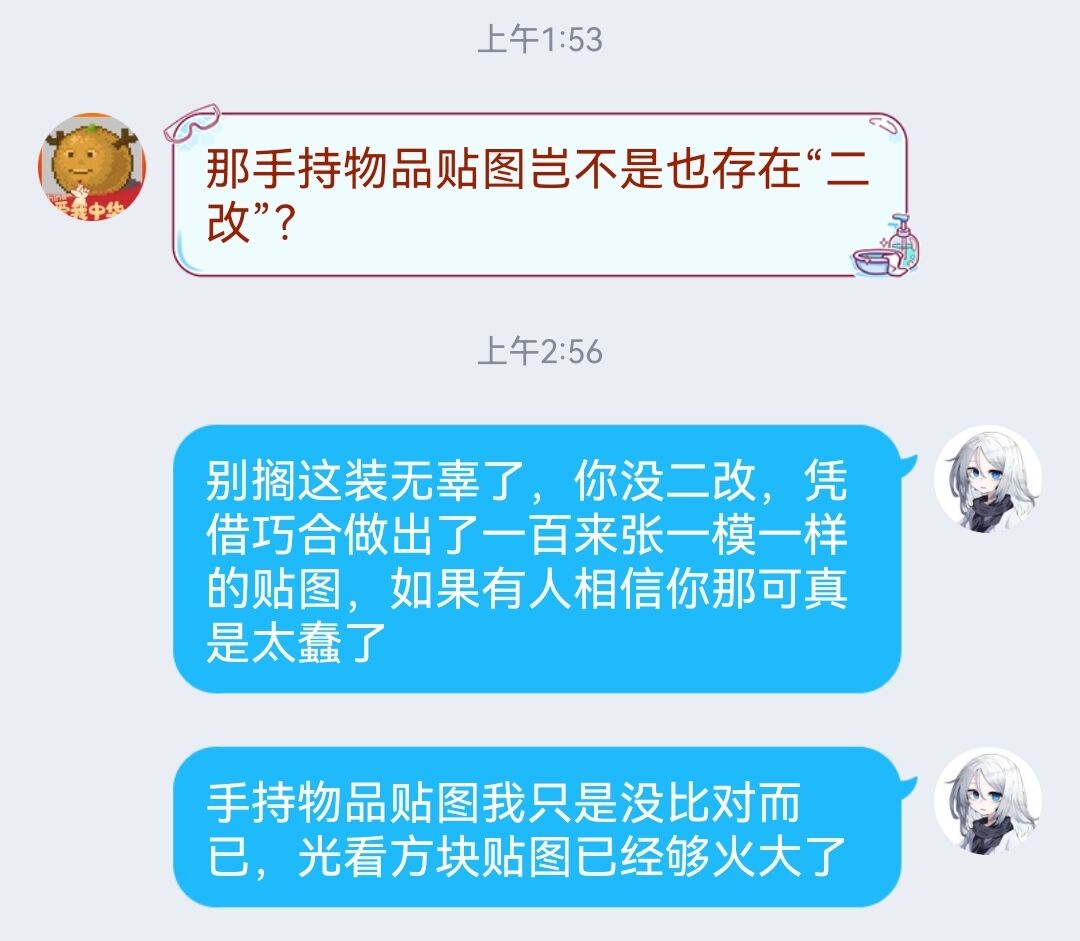 上午1:53
那手持物品贴图岂不是也存在“二
改”？
爱我中华
上午2:56
别搁这装无辜了，你没二改，凭
借巧合做出了一百来张一模一样
的贴图，如果有人相信你那可真
是太蠢了
手持物品贴图我只是没比对而
已，光看方块贴图已经够火大了